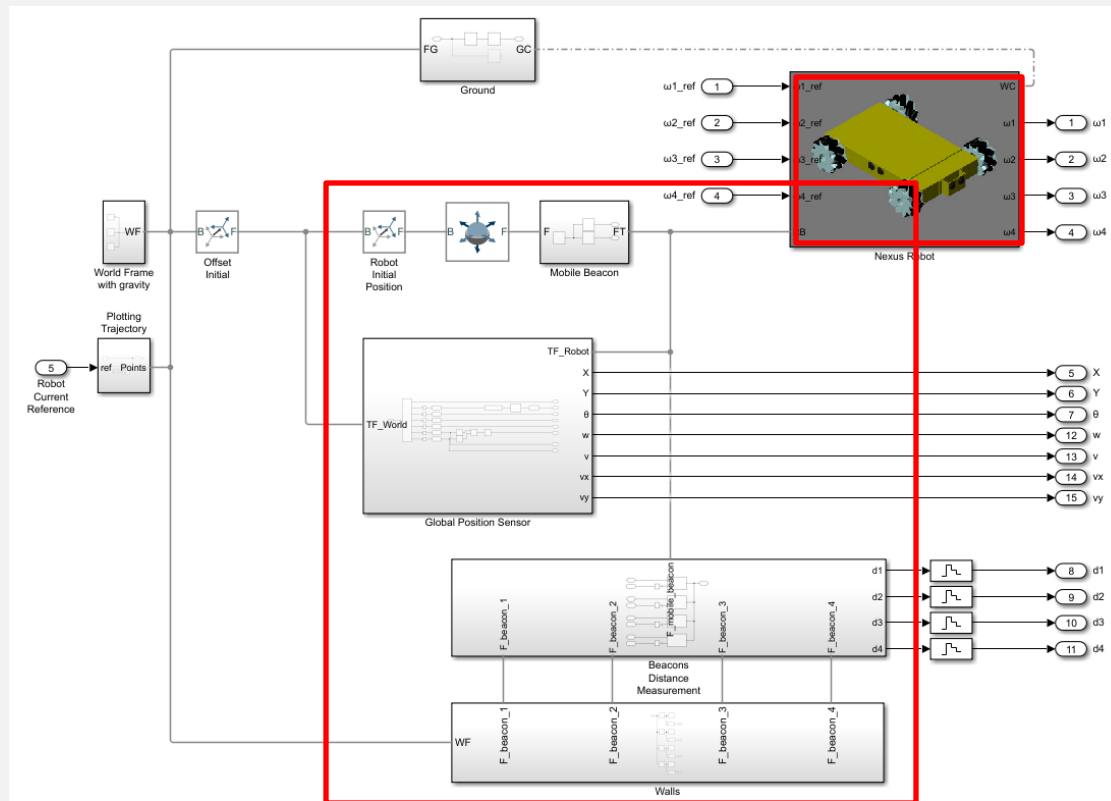 FG
GC
Ground
ω1_ref
1
ω1_ref
WC
ω2_ref
2
ω2_ref
ω1
1
ω1
ω3_ref
3
ω3_ref
ω2
2
ω2
ω4_ref
4
ω4_ref
ω3
3
ω3
ω4
4
ω4
Nexus Robot
WF
World Frame
with gravity
B
F
Offset
Initial
B
F
Robot
Initial
Position
B
F
F
FT
Mobile Beacon
Plotting
Trajectory
5
ref
Points
Robot
Current
Reference
TF_World
TF_Robot
X
5
X
Y
6
Y
θ
7
θ
w
12
w
v
13
v
vx
14
vx
vy
15
vy
Global Position Sensor
F_beacon_1
F_beacon_2
F_mobile_beacon
F_beacon_3
F_beacon_4
d1
8
d1
d2
9
d2
d3
10
d3
d4
11
d4
Beacons
Distance
Measurement
WF
F_beacon_1
F_beacon_2
F_beacon_3
F_beacon_4
Walls